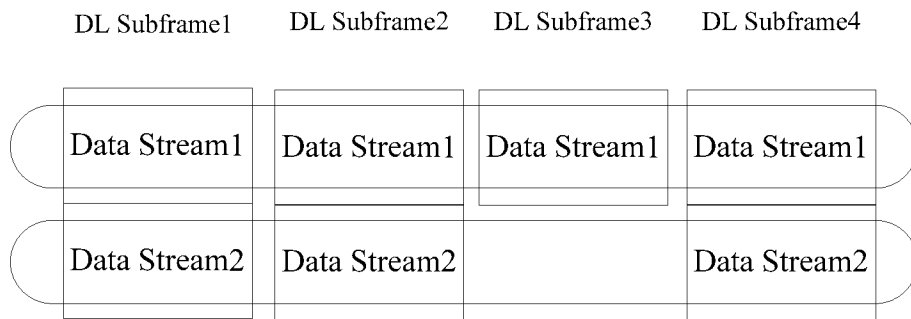 DL Subframe1 DL Subframe2 DL Subframe3 DL Subframe4
Data Stream1 Data Stream1 Data Stream1 Data Stream1
Data Stream2 Data Stream2 Data Stream2